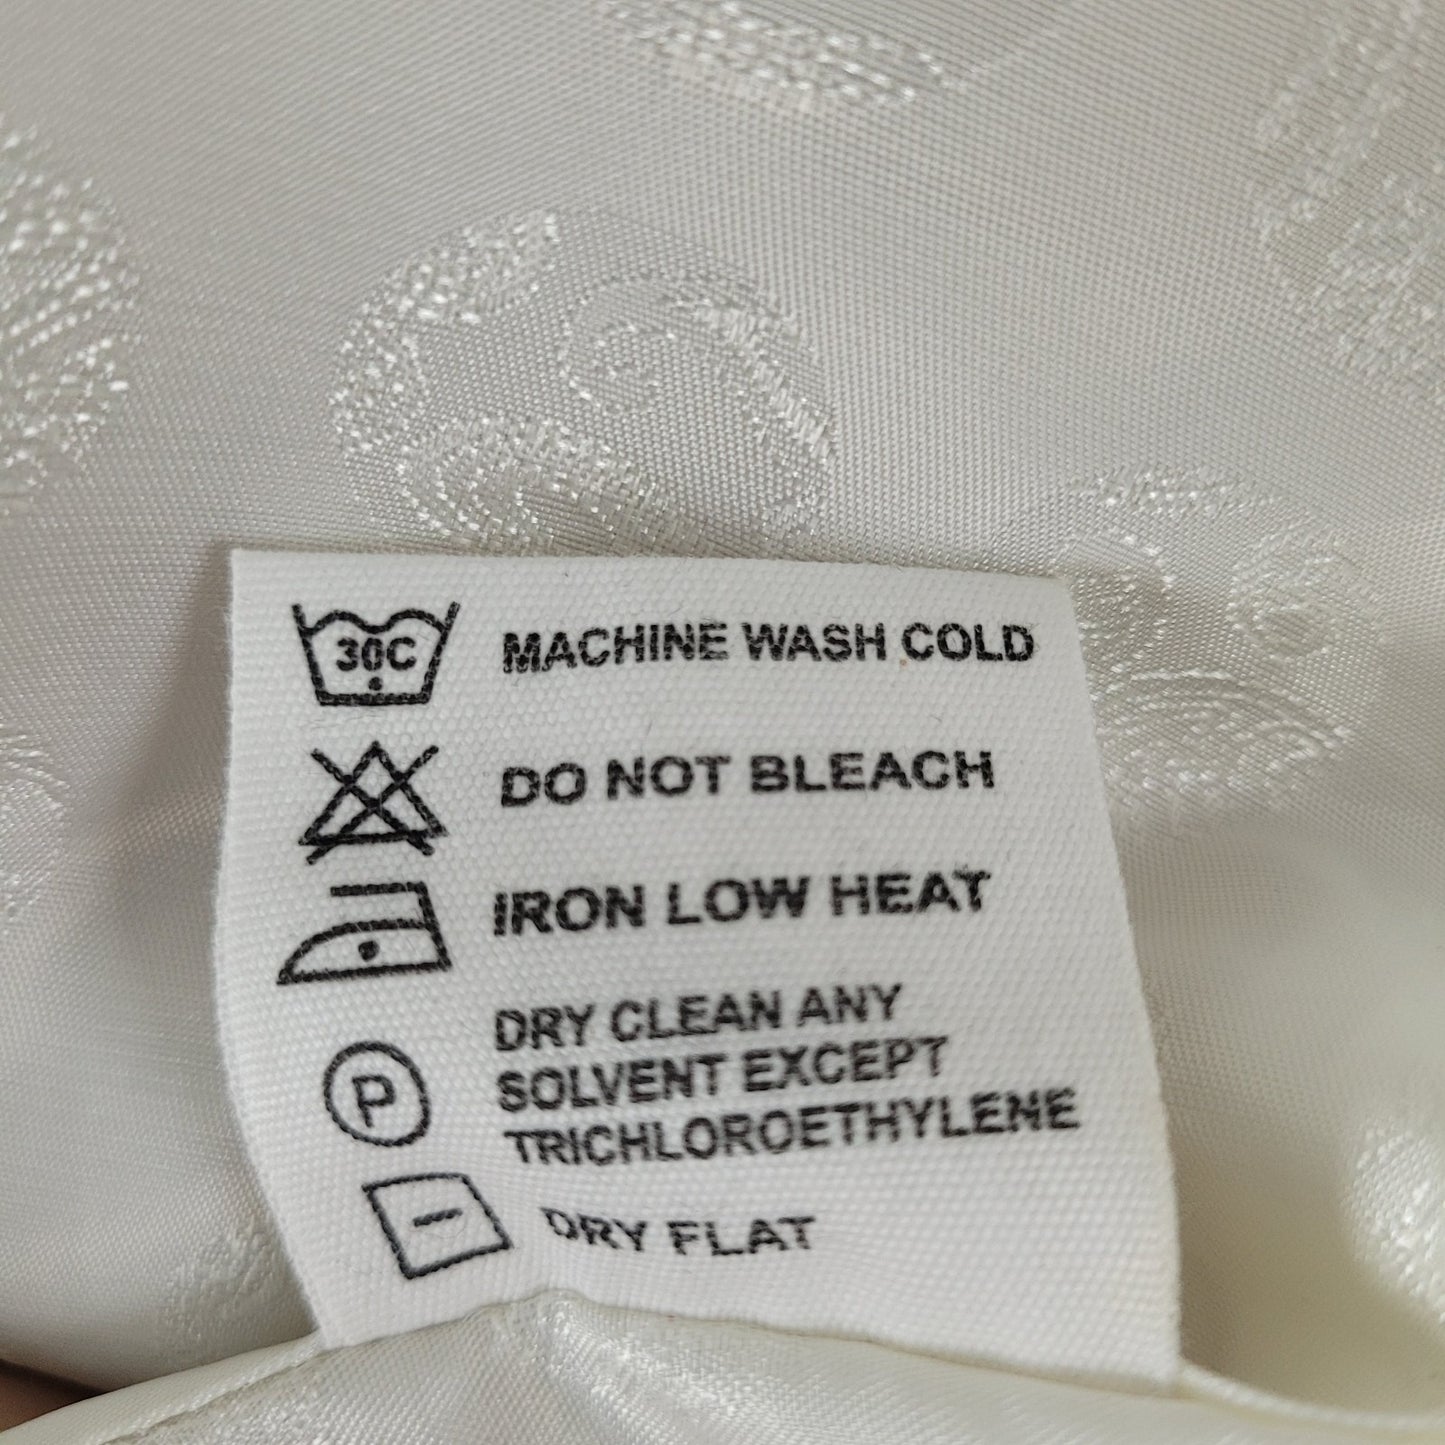 30C MACHINE WASH COLD
DO NOT BLEACH
IRON LOW HEAT
DRY CLEAN ANY
P SOLVENT EXCEPT
TRICHLOROETHYLENE
DRY FLAT